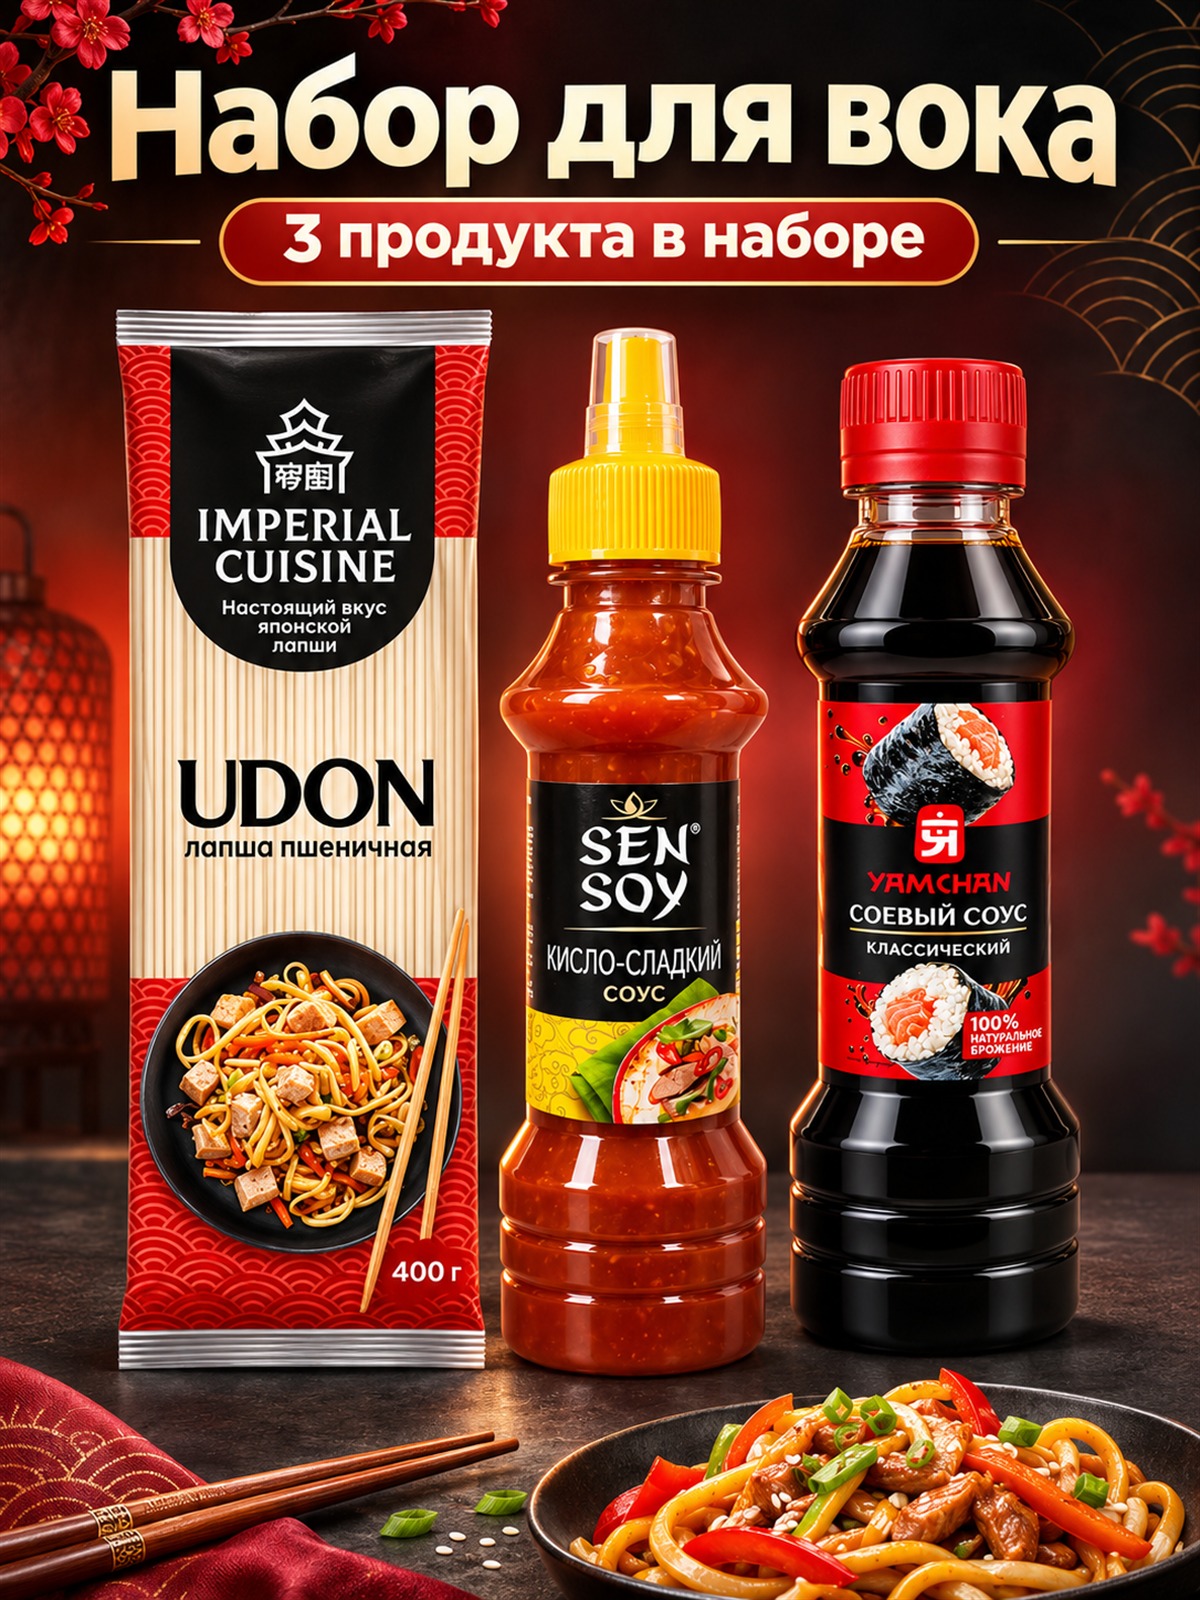 Набор для вока
3 продукта в наборе
IMPERIAL
CUISINE
Настоящий вкус
японской
лапши
UDON
лапша пшеничная
400 г
SEN
SOY®
КИСЛО-СЛАДКИЙ
СОУС
YAMCHAN
СОЕВЫЙ СОУС
КЛАССИЧЕСКИЙ
100%
НАТУРАЛЬНОЕ
БРОЖЕНИЕ